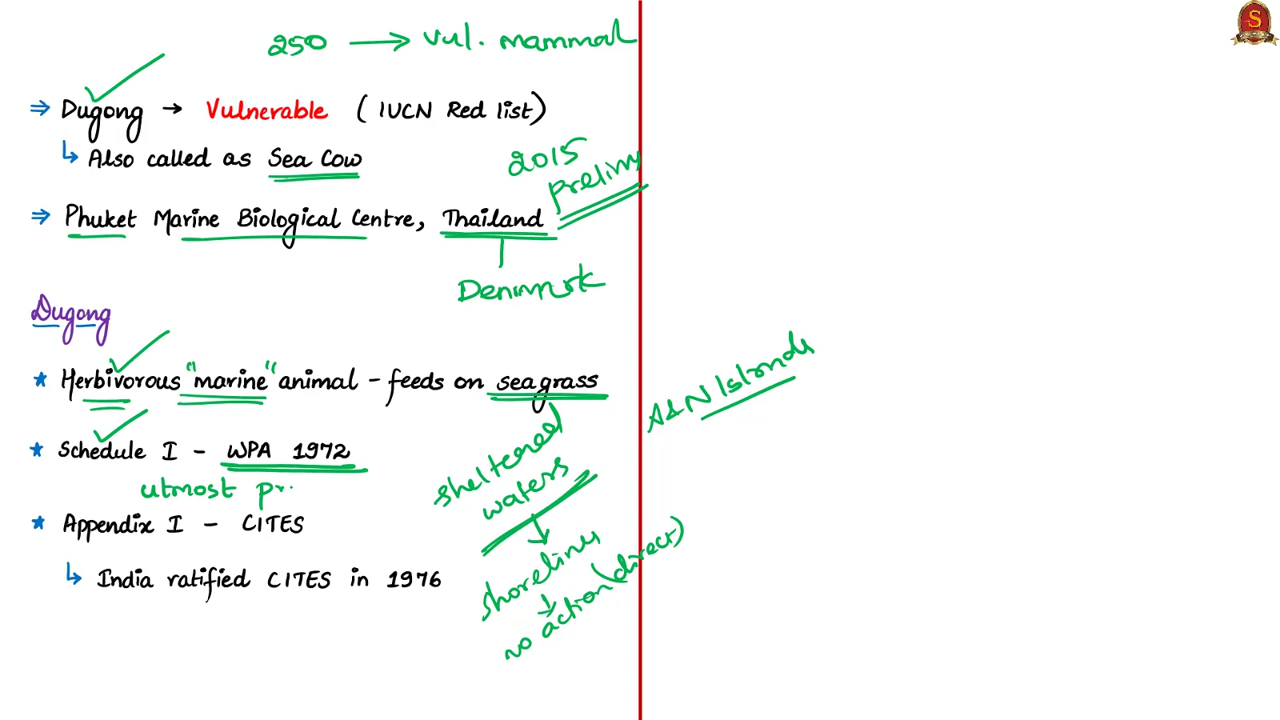 250 → vul. mammal
⇒ Dugong → Vulnerable (IUCN Red list)
↳ Also called as Sea Cow
2015
prelims
⇒ Phuket Marine Biological Centre, Thailand
Denmark
Dugong
* Herbivorous "marine" animal - feeds on seagrass
A&N Islands
* Schedule I - WPA 1972
utmost pr
sheltered
waters
* Appendix I - CITES
↳ India ratified CITES in 1976
shorelines
no action (direct)
S